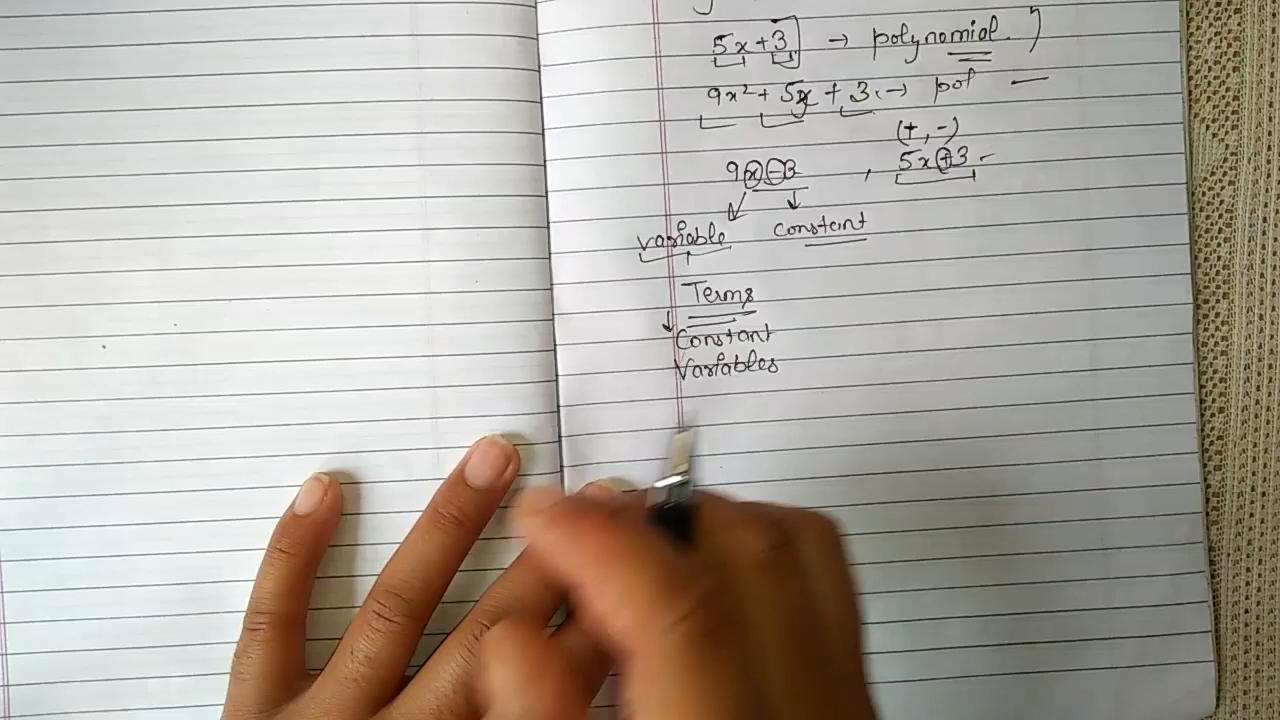 5x+3 → polynomial.
9x²+ 5x + 3. → pol —
(+, -)
9x-3 , 5x+3 -
variable constant
Terms
Constant
Variables